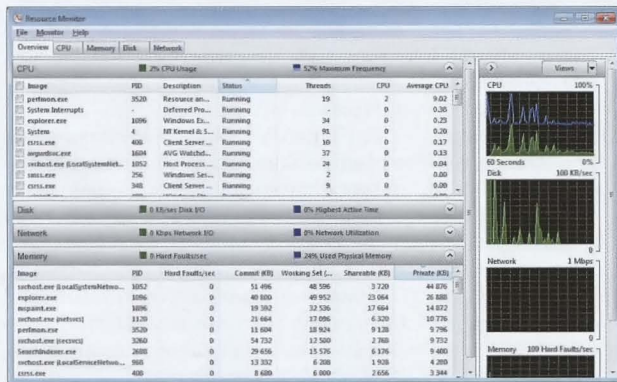 Resource Monitor
File Monitor Help
Overview CPU Memory Disk Network
CPU 2% CPU Usage 52% Maximum Frequency
Image PID Description Status Threads CPU Average CPU
perfmon.exe 3520 Resource an... Running 19 2 9.02
System Interrupts - Deferred Pro... Running - 0 0.38
explorer.exe 1896 Windows Ex... Running 34 0 0.23
System 4 NT Kernel & S... Running 91 0 0.20
csrss.exe 408 Client Server ... Running 10 0 0.17
1604 AVG Watchd... Running 37 0 0.13
svchost.exe (LocalSystemNet... 1052 Host Process ... Running 24 0 0.04
smss.exe 256 Windows Ses... Running 2 0 0.00
csrss.exe 348 Client Server ... Running 9 0 0.00
Disk 0 KB/sec Disk I/O 0% Highest Active Time
Network 0 Kbps Network I/O 0% Network Utilization
Memory 0 Hard Faults/sec 24% Used Physical Memory
Image PID Hard Faults/sec Commit (KB) Working Set (... Shareable (KB) Private (KB)
svchost.exe (LocalSystemNetwo... 1052 0 51 496 48 596 3 720 44 876
explorer.exe 1896 0 40 800 49 952 23 064 26 888
mspaint.exe 1896 0 19 392 32 536 17 664 14 872
svchost.exe (netsvcs) 1120 0 21 664 17 096 6 320 10 776
perfmon.exe 3520 0 11 604 18 924 9 128 9 796
svchost.exe (secsvcs) 3260 0 54 732 12 500 2 768 9 732
SearchIndexer.exe 2688 0 29 656 15 576 6 176 9 400
svchost.exe (LocalServiceNetwo... 988 0 13 332 6 208 1 928 4 280
csrss.exe 408 0 8 680 6 000 2 656 3 344
Views
CPU 100%
60 Seconds 0%
Disk 100 KB/sec
0
Network 1 Mbps
0
Memory 100 Hard Faults/sec